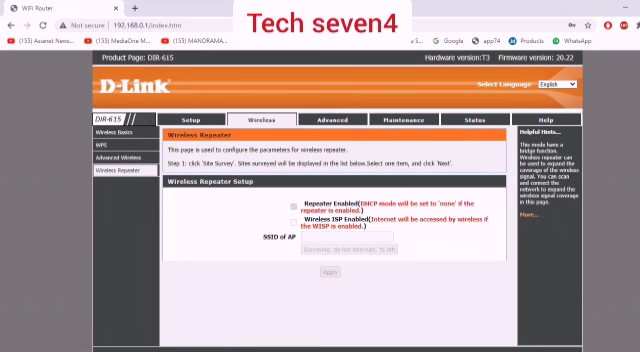 WiFi Router
Tech seven4
Not secure | 192.168.0.1/index.htm
(155) Asianet News...
(155) MediaOne M...
(155) MANORAMA...
a S...
Google
app74
Products
WhatsApp
Product Page: DIR-615
Hardware version:T3 Firmware version: 20.22
D-Link
Select Language
English
DIR-615
Setup
Wireless
Advanced
Maintenance
Status
Help
Wireless Basics
WPS
Advanced Wireless
Wireless Repeater
Wireless Repeater
This page is used to configure the parameters for wireless repeater.
Step 1: click 'Site Survey'. Sites surveyed will be displayed in the list below.Select one item, and click 'Next'.
Wireless Repeater Setup
Repeater Enabled(DHCP mode will be set to 'none' if the
repeater is enabled.)
Wireless ISP Enabled(Internet will be accessed by wireless if
the WISP is enabled.)
SSID of AP
Surveying, do not interrupt. 5s left
Apply
Helpful Hints...
This mode have a
bridge function.
Wireless repeater can
be used to expand the
coverage of the wireless
signal. You can scan
and connect the
network to expand the
wireless signal coverage
in this page.
More...